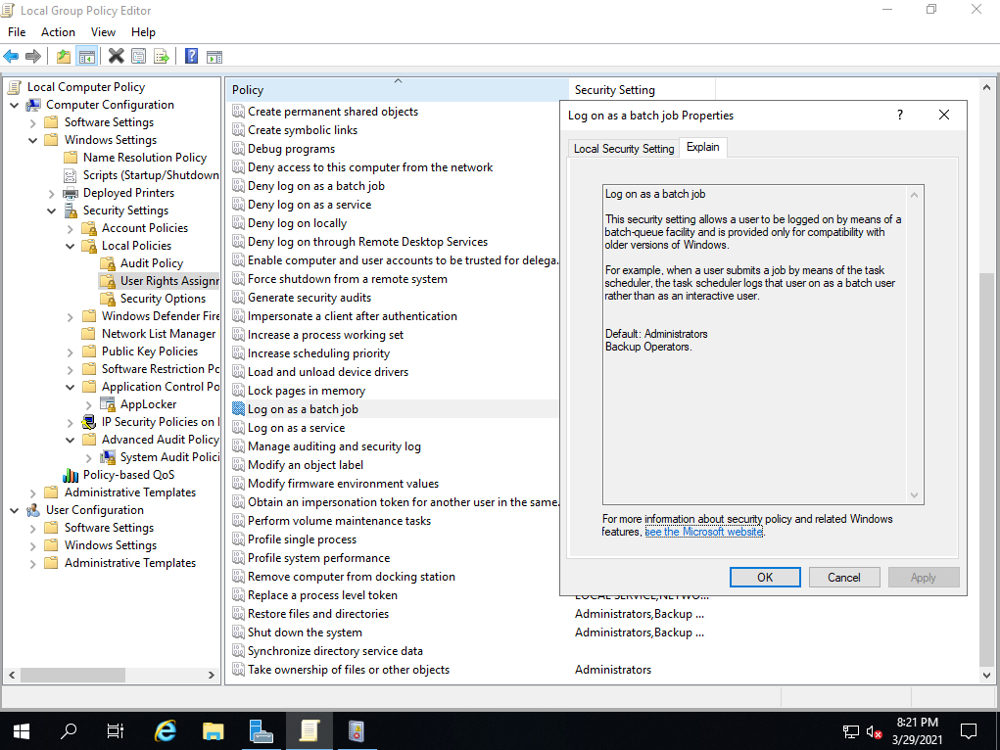 Local Group Policy Editor
File Action View Help
Local Computer Policy
Computer Configuration
Software Settings
Windows Settings
Name Resolution Policy
Scripts (Startup/Shutdown
Deployed Printers
Security Settings
Account Policies
Local Policies
Audit Policy
User Rights Assignr
Security Options
Windows Defender Fire
Network List Manager
Public Key Policies
Software Restriction Po
Application Control Po
AppLocker
IP Security Policies on
Advanced Audit Policy
System Audit Polici
Policy-based QoS
Administrative Templates
User Configuration
Software Settings
Windows Settings
Administrative Templates
Policy Security Setting
Create permanent shared objects
Create symbolic links
Debug programs
Deny access to this computer from the network
Deny log on as a batch job
Deny log on as a service
Deny log on locally
Deny log on through Remote Desktop Services
Enable computer and user accounts to be trusted for delega.
Force shutdown from a remote system
Generate security audits
Impersonate a client after authentication
Increase a process working set
Increase scheduling priority
Load and unload device drivers
Lock pages in memory
Log on as a batch job
Log on as a service
Manage auditing and security log
Modify an object label
Modify firmware environment values
Obtain an impersonation token for another user in the same.
Perform volume maintenance tasks
Profile single process
Profile system performance
Remove computer from docking station
Replace a process level token LOCAL SERVICE,NETWO...
Restore files and directories Administrators,Backup ...
Shut down the system Administrators,Backup ...
Synchronize directory service data
Take ownership of files or other objects Administrators
Log on as a batch job Properties ?
Local Security Setting Explain
Log on as a batch job
This security setting allows a user to be logged on by means of a
batch-queue facility and is provided only for compatibility with
older versions of Windows.
For example, when a user submits a job by means of the task
scheduler, the task scheduler logs that user on as a batch user
rather than as an interactive user.
Default: Administrators
Backup Operators.
For more information about security policy and related Windows
features, see the Microsoft website.
OK Cancel Apply
8:21 PM
3/29/2021